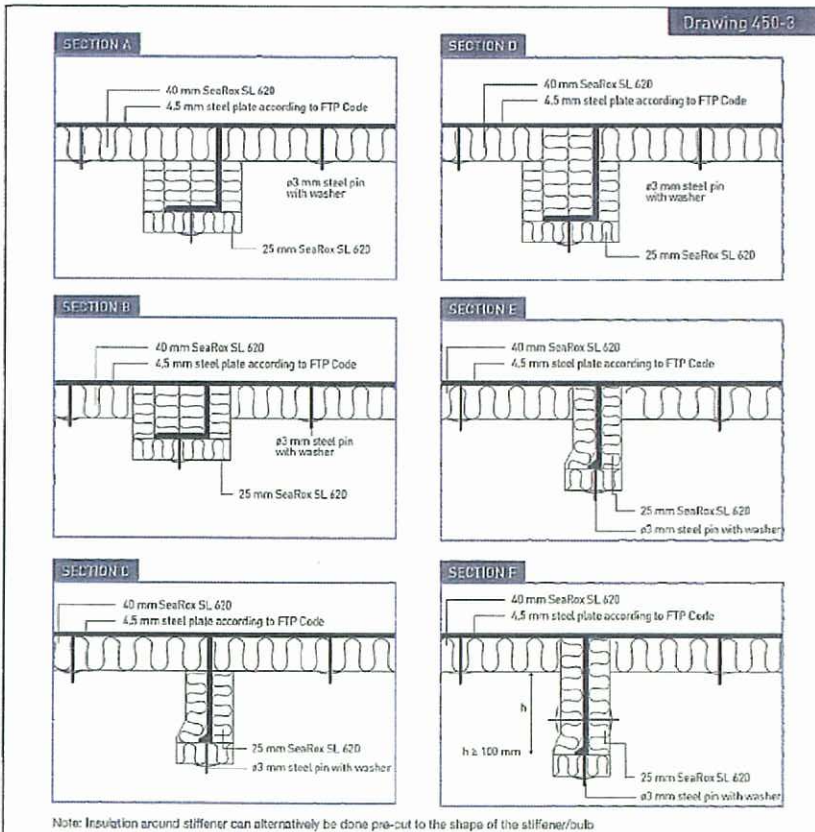 Drawing 450-3
SECTION A
40 mm SeaRox SL 620
4,5 mm steel plate according to FTP Code
ø3 mm steel pin
with washer
25 mm SeaRox SL 620
SECTION B
40 mm SeaRox SL 620
4,5 mm steel plate according to FTP Code
ø3 mm steel pin
with washer
25 mm SeaRox SL 620
SECTION C
40 mm SeaRox SL 620
4,5 mm steel plate according to FTP Code
25 mm SeaRox SL 620
ø3 mm steel pin with washer
SECTION D
40 mm SeaRox SL 620
4,5 mm steel plate according to FTP Code
ø3 mm steel pin
with washer
25 mm SeaRox SL 620
SECTION E
40 mm SeaRox SL 620
4,5 mm steel plate according to FTP Code
25 mm SeaRox SL 620
ø3 mm steel pin with washer
SECTION F
40 mm SeaRox SL 620
4,5 mm steel plate according to FTP Code
h
h ≥ 100 mm
25 mm SeaRox SL 620
ø3 mm steel pin with washer
Note: Insulation around stiffener can alternatively be done pre-cut to the shape of the stiffener/bulb